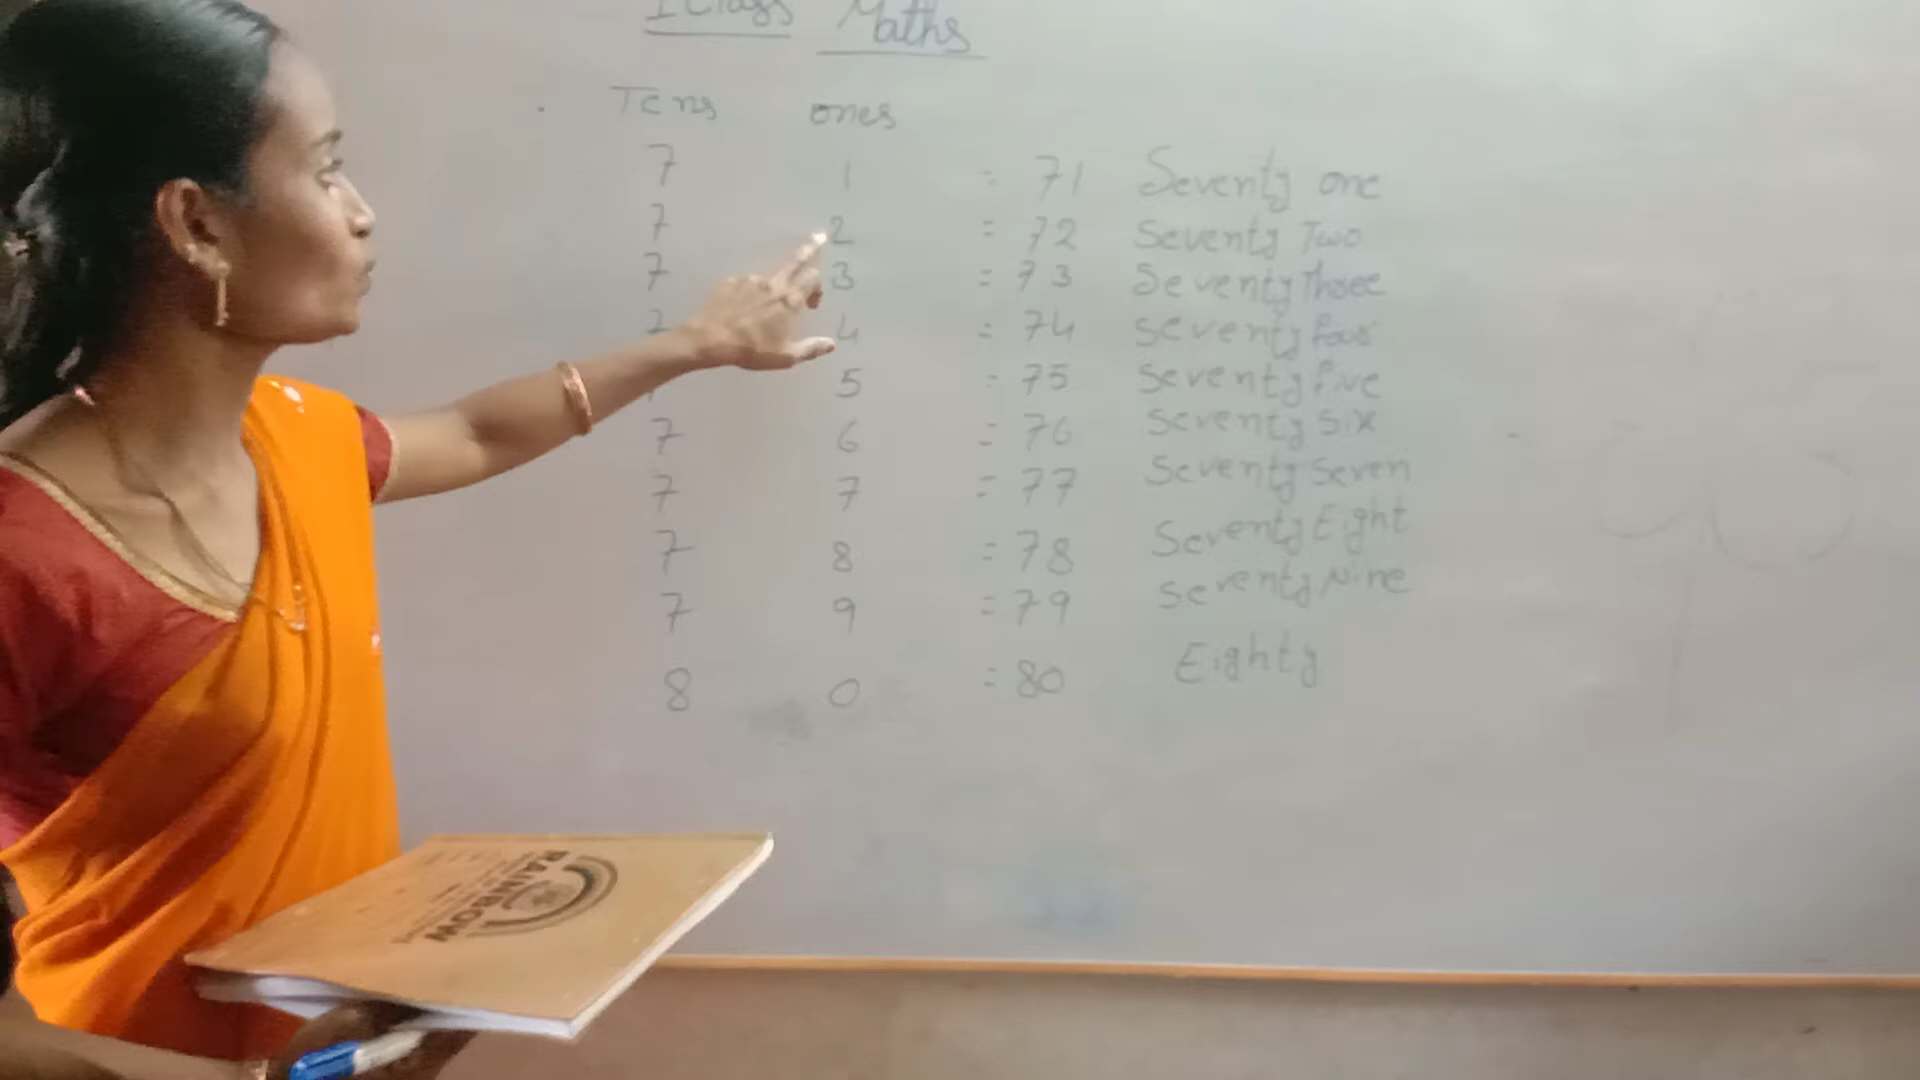 I Class Maths
Tens ones
7 1 = 71 Seventy one
7 2 = 72 Seventy Two
7 3 = 73 Seventy Three
7 4 = 74 Seventy four
5 = 75 Seventy five
7 6 = 76 Seventy Six
7 7 = 77 Seventy Seven
7 8 = 78 Seventy Eight
7 9 = 79 Seventy Nine
8 0 = 80 Eighty
RAINBOW